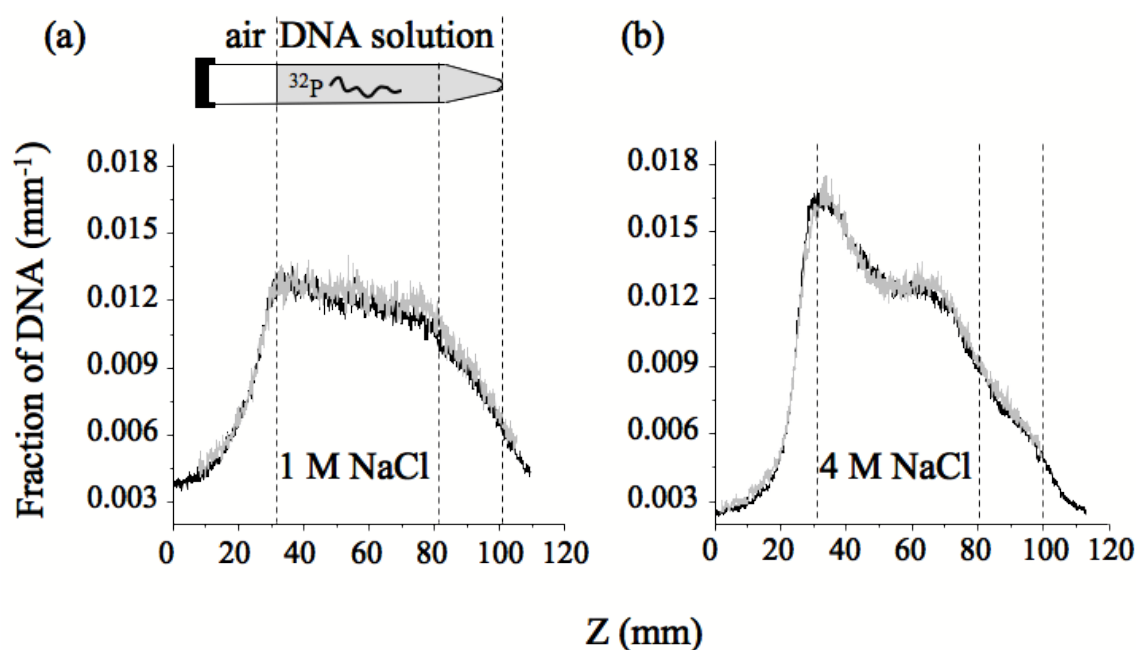 (a)
air DNA solution
³²P
(b)
Fraction of DNA (mm⁻¹)
0.018
0.015
0.012
0.009
0.006
0.003
1 M NaCl
0 20 40 60 80 100 120
0.018
0.015
0.012
0.009
0.006
0.003
4 M NaCl
0 20 40 60 80 100 120
Z (mm)